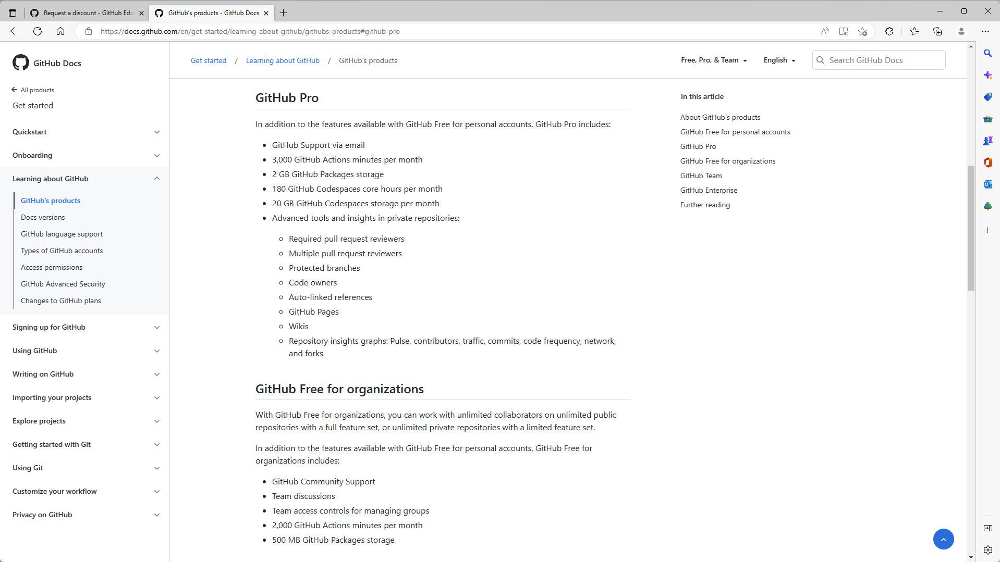 Request a discount - GitHub Edu
GitHub's products - GitHub Docs
https://docs.github.com/en/get-started/learning-about-github/githubs-products#github-pro
GitHub Docs
All products
Get started
Quickstart
Onboarding
Learning about GitHub
GitHub's products
Docs versions
GitHub language support
Types of GitHub accounts
Access permissions
GitHub Advanced Security
Changes to GitHub plans
Signing up for GitHub
Using GitHub
Writing on GitHub
Importing your projects
Explore projects
Getting started with Git
Using Git
Customize your workflow
Privacy on GitHub
Get started / Learning about GitHub / GitHub's products
Free, Pro, & Team
English
Search GitHub Docs
GitHub Pro
In addition to the features available with GitHub Free for personal accounts, GitHub Pro includes:
• GitHub Support via email
• 3,000 GitHub Actions minutes per month
• 2 GB GitHub Packages storage
• 180 GitHub Codespaces core hours per month
• 20 GB GitHub Codespaces storage per month
• Advanced tools and insights in private repositories:
◦ Required pull request reviewers
◦ Multiple pull request reviewers
◦ Protected branches
◦ Code owners
◦ Auto-linked references
◦ GitHub Pages
◦ Wikis
◦ Repository insights graphs: Pulse, contributors, traffic, commits, code frequency, network,
and forks
GitHub Free for organizations
With GitHub Free for organizations, you can work with unlimited collaborators on unlimited public
repositories with a full feature set, or unlimited private repositories with a limited feature set.
In addition to the features available with GitHub Free for personal accounts, GitHub Free for
organizations includes:
• GitHub Community Support
• Team discussions
• Team access controls for managing groups
• 2,000 GitHub Actions minutes per month
• 500 MB GitHub Packages storage
In this article
About GitHub's products
GitHub Free for personal accounts
GitHub Pro
GitHub Free for organizations
GitHub Team
GitHub Enterprise
Further reading